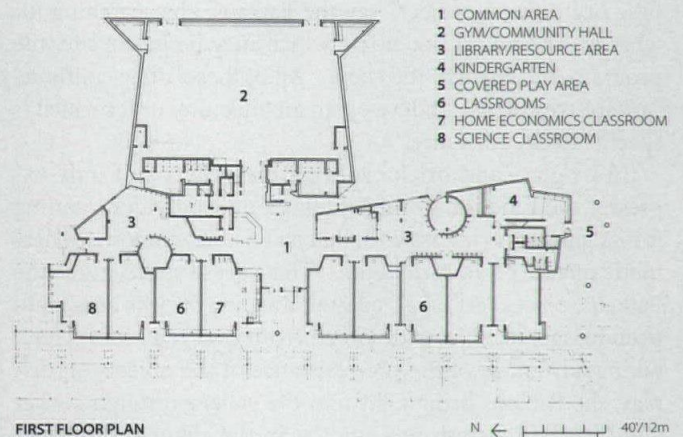 1 COMMON AREA
2 GYM/COMMUNITY HALL
3 LIBRARY/RESOURCE AREA
4 KINDERGARTEN
5 COVERED PLAY AREA
6 CLASSROOMS
7 HOME ECONOMICS CLASSROOM
8 SCIENCE CLASSROOM
2
4
3
3
5
1
8
6
7
6
FIRST FLOOR PLAN
N
40'/12m